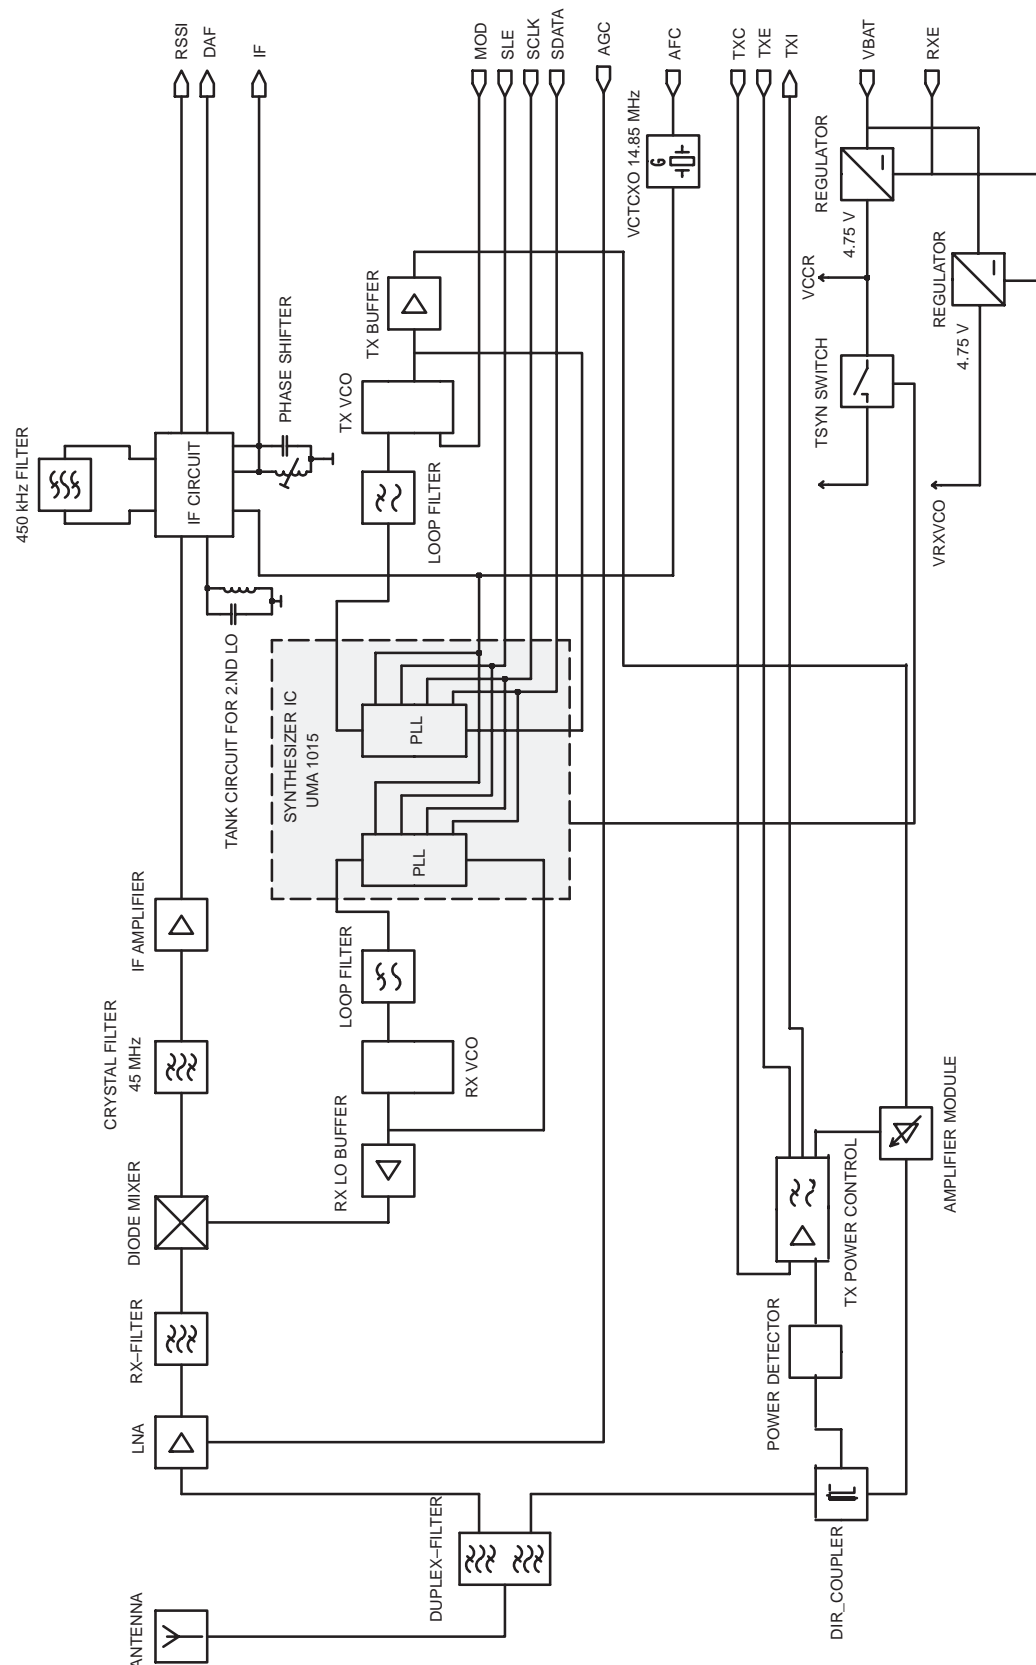 RSSI
DAF
IF
MOD
SLE
SCLK
SDATA
AGC
AFC
TXC
TXE
TXI
VBAT
RXE
450 kHz FILTER
IF CIRCUIT
PHASE SHIFTER
TX BUFFER
TX VCO
LOOP FILTER
VCTCXO 14.85 MHz
G
REGULATOR
4.75 V
VCCR
REGULATOR
4.75 V
TSYN SWITCH
VRXVCO
TANK CIRCUIT FOR 2.ND LO
SYNTHESIZER IC
UMA 1015
PLL
PLL
IF AMPLIFIER
LOOP FILTER
CRYSTAL FILTER
45 MHz
RX VCO
RX LO BUFFER
DIODE MIXER
AMPLIFIER MODULE
TX POWER CONTROL
RX–FILTER
POWER DETECTOR
LNA
DUPLEX–FILTER
DIR_COUPLER
ANTENNA